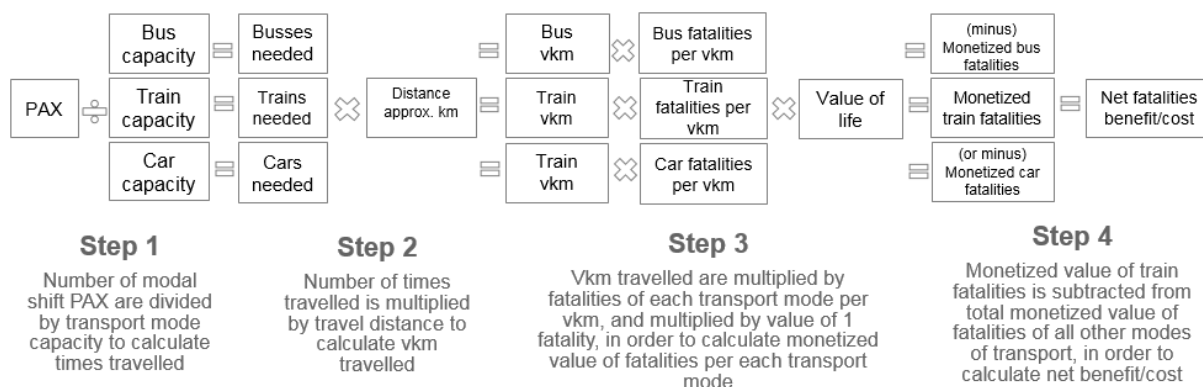 Bus
capacity
Busses
needed
Bus
vkm
Bus fatalities
per vkm
(minus)
Monetized bus
fatalities
PAX
Train
capacity
Trains
needed
Distance
approx. km
Train
vkm
Train
fatalities per
vkm
Value of
life
Monetized
train fatalities
Net fatalities
benefit/cost
Car
capacity
Cars
needed
Train
vkm
Car fatalities
per vkm
(or minus)
Monetized car
fatalities
Step 1
Number of modal
shift PAX are divided
by transport mode
capacity to calculate
times travelled
Step 2
Number of times
travelled is multiplied
by travel distance to
calculate vkm
travelled
Step 3
Vkm travelled are multiplied by
fatalities of each transport mode per
vkm, and multiplied by value of 1
fatality, in order to calculate monetized
value of fatalities per each transport
mode
Step 4
Monetized value of train
fatalities is subtracted from
total monetized value of
fatalities of all other modes
of transport, in order to
calculate net benefit/cost